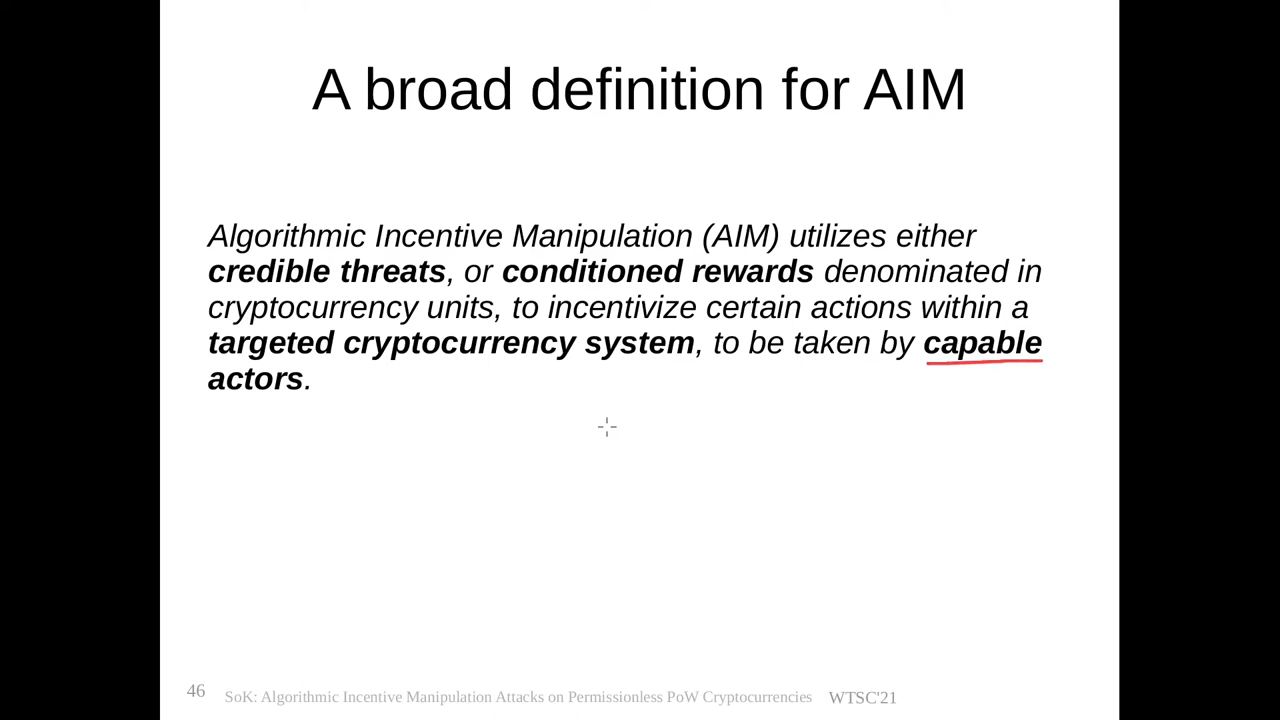 A broad definition for AIM
Algorithmic Incentive Manipulation (AIM) utilizes either
credible threats, or conditioned rewards denominated in
cryptocurrency units, to incentivize certain actions within a
targeted cryptocurrency system, to be taken by capable
actors.
46 SoK: Algorithmic Incentive Manipulation Attacks on Permissionless PoW Cryptocurrencies WTSC'21